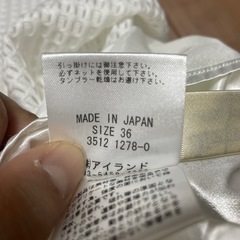 引っ掛けには御注意下さい。
必ずネットを使用して下さい。
タンブラー乾燥はお避け下さい。
MADE IN JAPAN
SIZE 36
3512 1278-0
㈱アイランド